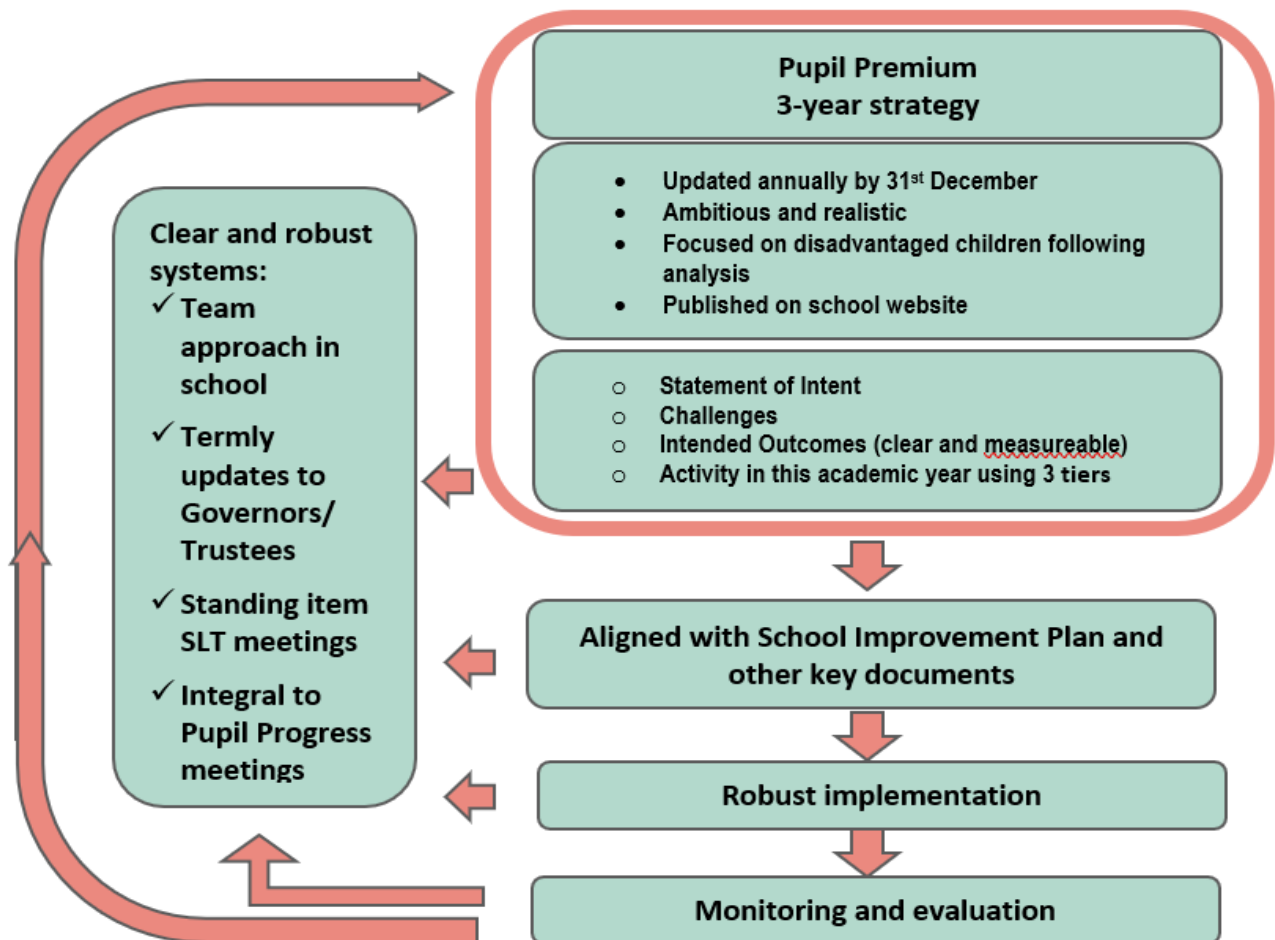 Pupil Premium
3-year strategy
• Updated annually by 31st December
• Ambitious and realistic
• Focused on disadvantaged children following
analysis
• Published on school website
o Statement of Intent
o Challenges
o Intended Outcomes (clear and measureable)
o Activity in this academic year using 3 tiers
Clear and robust
systems:
✓ Team
approach in
school
✓ Termly
updates to
Governors/
Trustees
✓ Standing item
SLT meetings
✓ Integral to
Pupil Progress
meetings
Aligned with School Improvement Plan and
other key documents
Robust implementation
Monitoring and evaluation